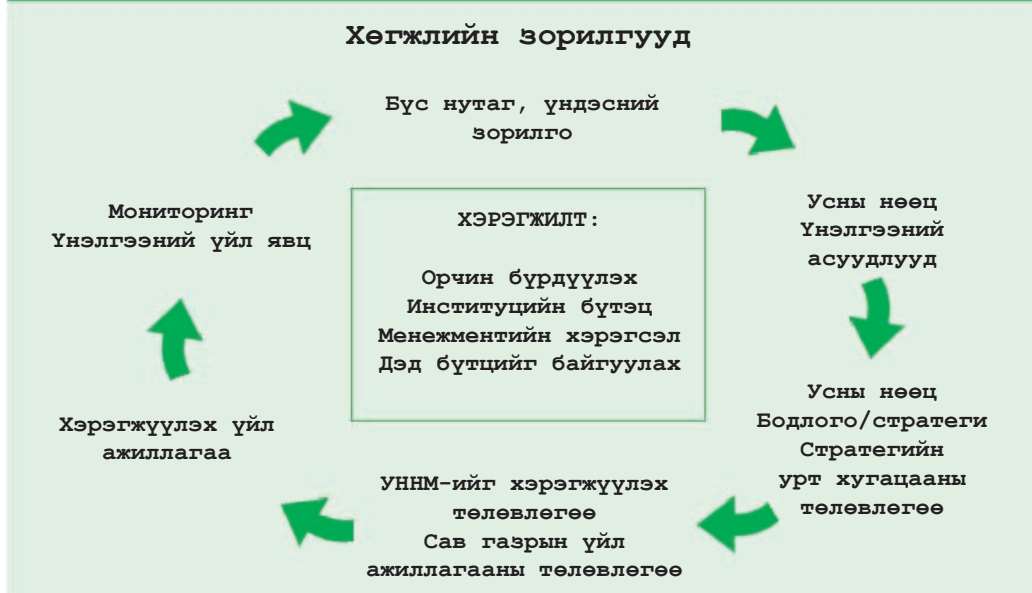 Хөгжлийн зорилгууд
Бүс нутаг, үндэсний
зорилго
Усны нөөц
Үнэлгээний
асуудлууд
Усны нөөц
Бодлого/стратеги
Стратегийн
урт хугацааны
төлөвлөгөө
УННМ-ийг хэрэгжүүлэх
төлөвлөгөө
Сав газрын үйл
ажиллагааны төлөвлөгөө
Хэрэгжүүлэх үйл
ажиллагаа
Мониторинг
Үнэлгээний үйл явц
ХЭРЭГЖИЛТ:
Орчин бүрдүүлэх
Институцийн бүтэц
Менежментийн хэрэгсэл
Дэд бүтцийг байгуулах